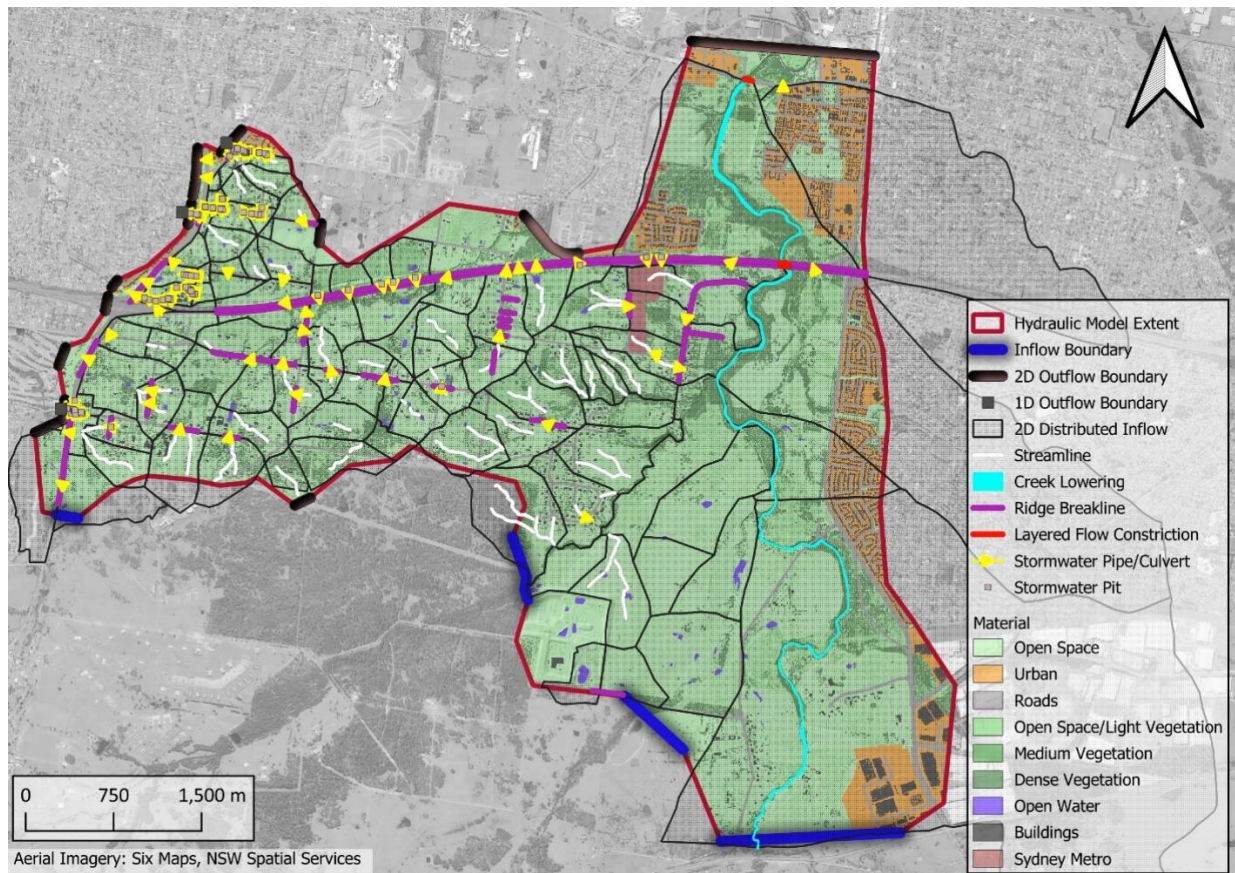 Hydraulic Model Extent
Inflow Boundary
2D Outflow Boundary
1D Outflow Boundary
2D Distributed Inflow
Streamline
Creek Lowering
Ridge Breakline
Layered Flow Constriction
Stormwater Pipe/Culvert
Stormwater Pit
Material
Open Space
Urban
Roads
Open Space/Light Vegetation
Medium Vegetation
Dense Vegetation
Open Water
Buildings
Sydney Metro
0 750 1,500 m
Aerial Imagery: Six Maps, NSW Spatial Services